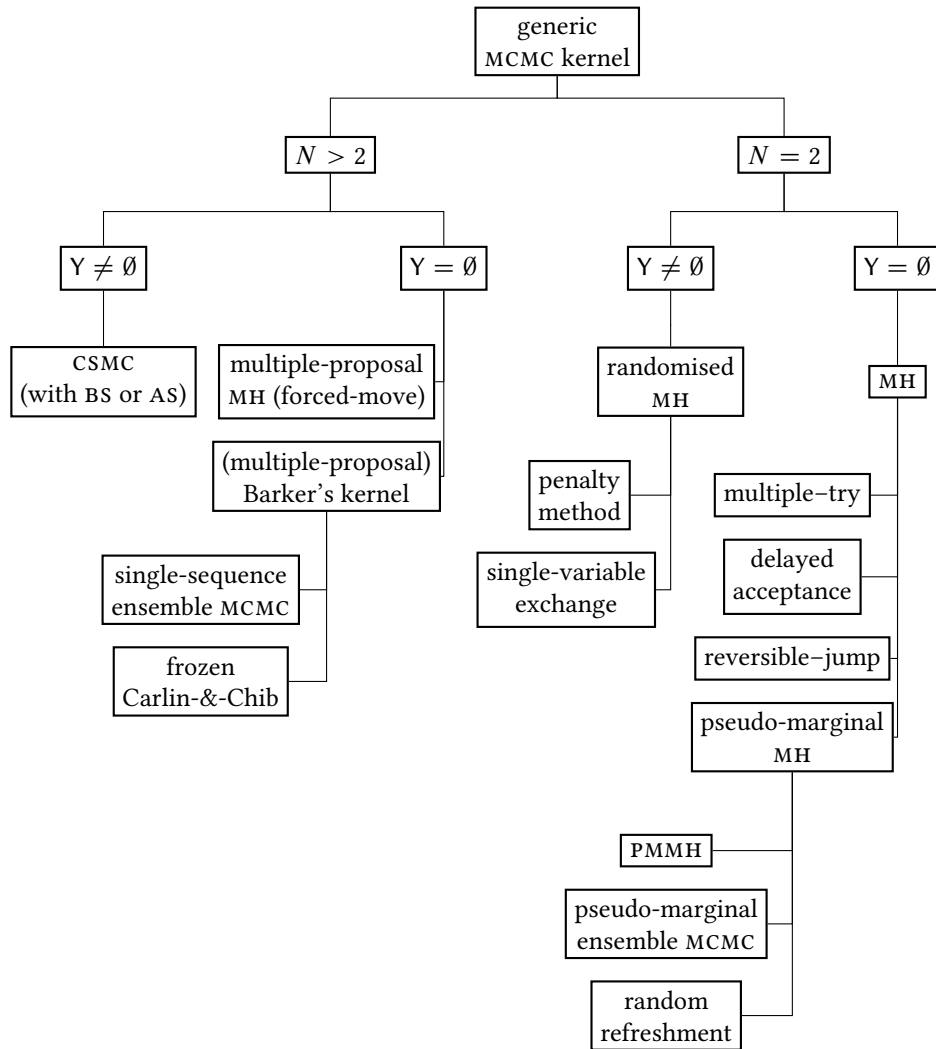 generic
MCMC kernel
N > 2
N = 2
Y ≠ ∅
Y = ∅
Y ≠ ∅
Y = ∅
CSMC
(with BS or AS)
multiple-proposal
MH (forced-move)
randomised
MH
MH
(multiple-proposal)
Barker's kernel
penalty
method
multiple–try
single-sequence
ensemble MCMC
single-variable
exchange
delayed
acceptance
frozen
Carlin-&-Chib
reversible–jump
pseudo-marginal
MH
PMMH
pseudo-marginal
ensemble MCMC
random
refreshment